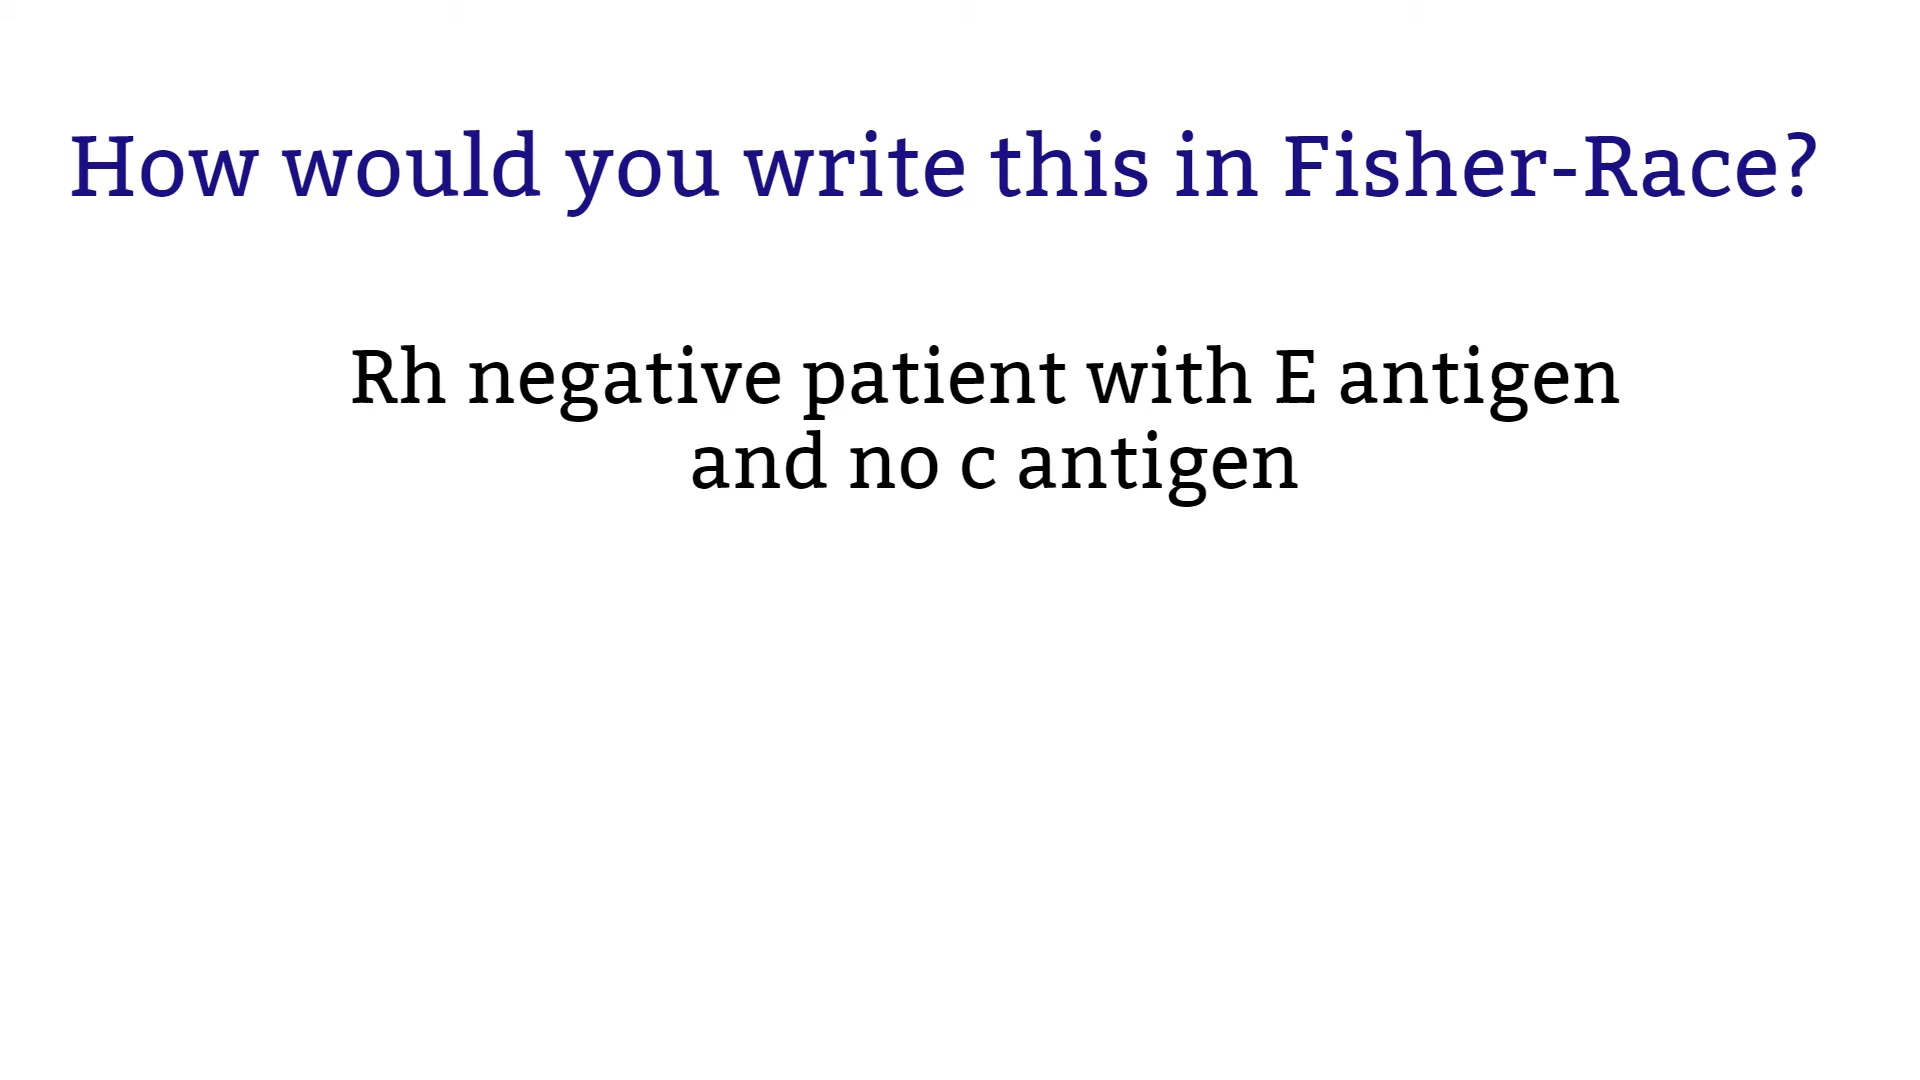 How would you write this in Fisher-Race?
Rh negative patient with E antigen
and no c antigen